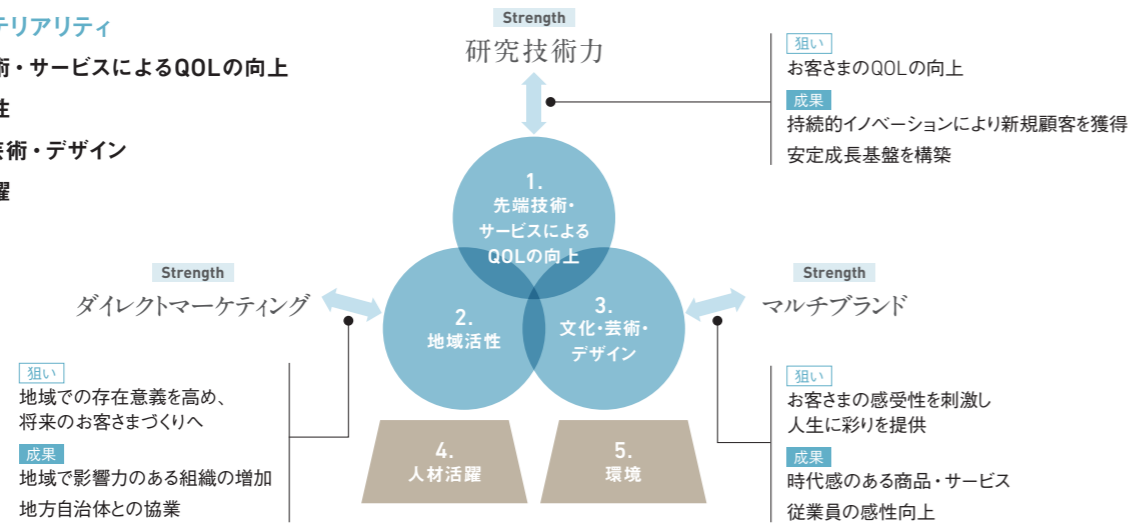 テリアリティ
術・サービスによるQOLの向上
性
芸術・デザイン
躍
Strength
研究技術力
狙い
お客さまのQOLの向上
成果
持続的イノベーションにより新規顧客を獲得
安定成長基盤を構築
1.
先端技術・
サービスによる
QOLの向上
Strength
ダイレクトマーケティング
2.
地域活性
3.
文化・芸術・
デザイン
Strength
マルチブランド
狙い
地域での存在意義を高め、
将来のお客さまづくりへ
成果
地域で影響力のある組織の増加
地方自治体との協業
4.
人材活躍
5.
環境
狙い
お客さまの感受性を刺激し
人生に彩りを提供
成果
時代感のある商品・サービス
従業員の感性向上